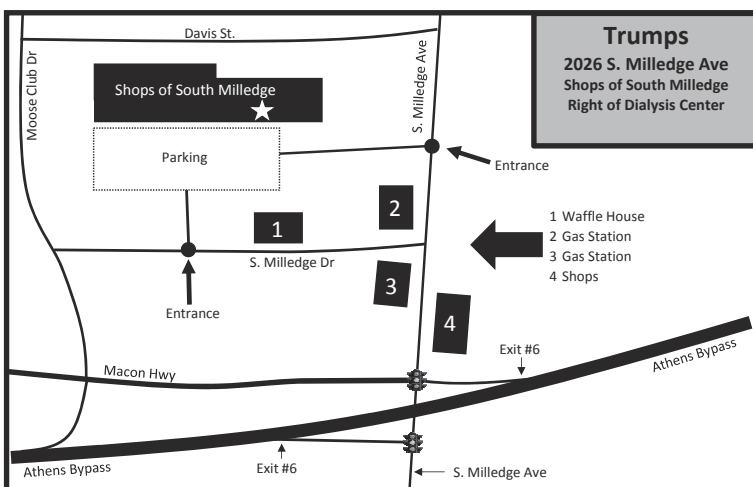 Davis St.
Trumps
2026 S. Milledge Ave
Shops of South Milledge
Right of Dialysis Center
Moose Club Dr
Shops of South Milledge
S. Milledge Ave
Parking
Entrance
1 Waffle House
2 Gas Station
3 Gas Station
4 Shops
2
1
S. Milledge Dr
3
Entrance
4
Exit #6
Athens Bypass
Macon Hwy
Athens Bypass
Exit #6
S. Milledge Ave